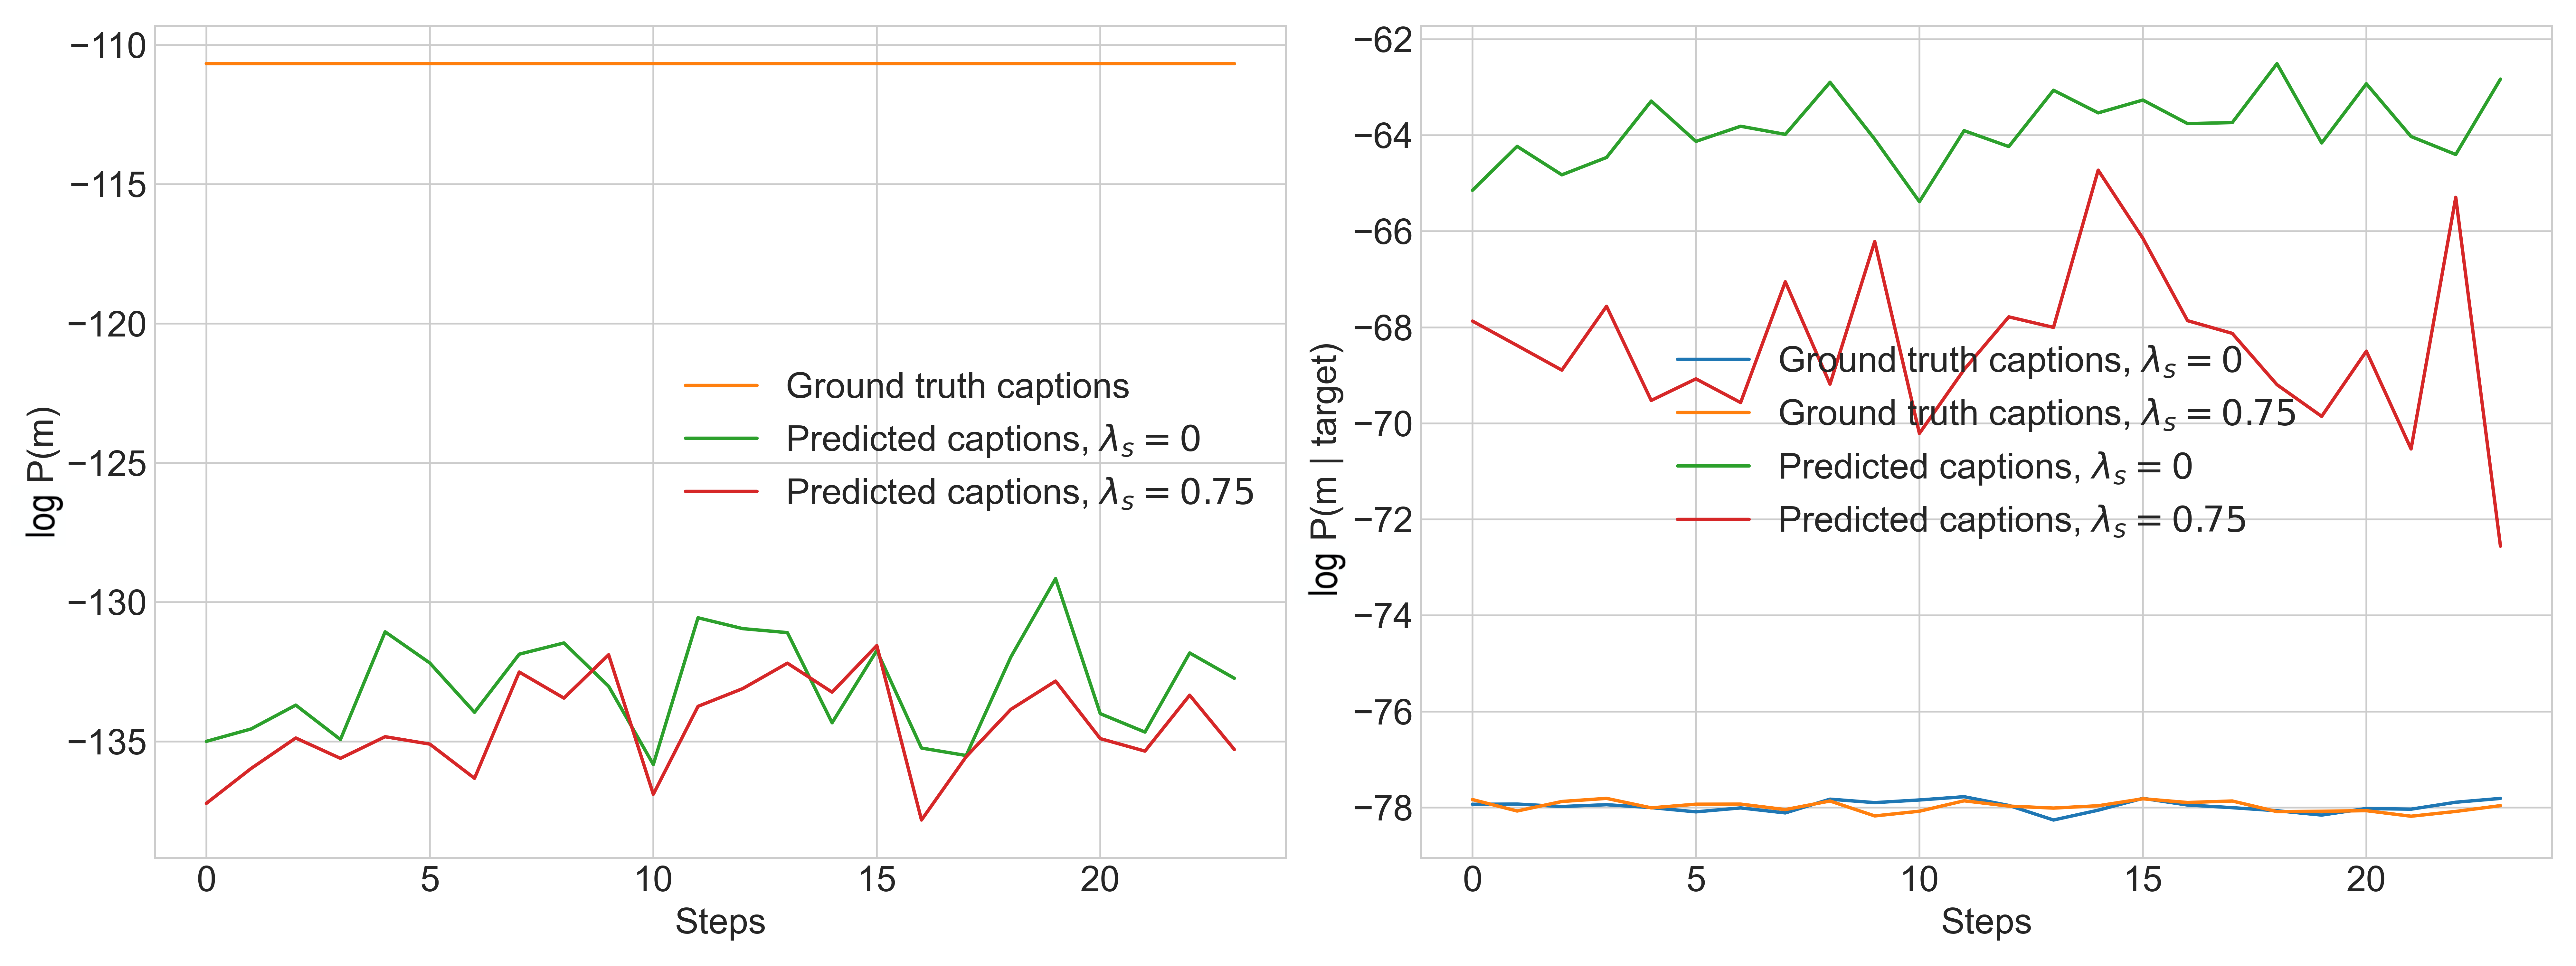 −110
−115
−120
−125
−130
−135
log P(m)
Ground truth captions
Predicted captions, λₛ = 0
Predicted captions, λₛ = 0.75
0 5 10 15 20
Steps
−62
−64
−66
−68
−70
−72
−74
−76
−78
log P(m | target)
Ground truth captions, λₛ = 0
Ground truth captions, λₛ = 0.75
Predicted captions, λₛ = 0
Predicted captions, λₛ = 0.75
0 5 10 15 20
Steps